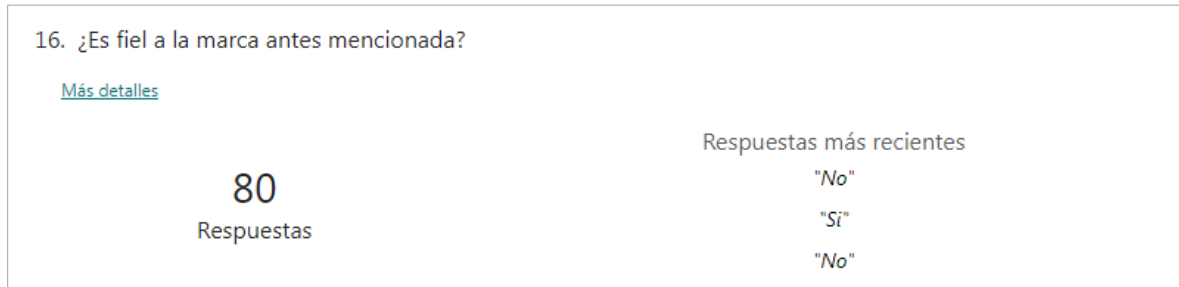 16. ¿Es fiel a la marca antes mencionada?
Más detalles
80
Respuestas
Respuestas más recientes
"No"
"Si"
"No"